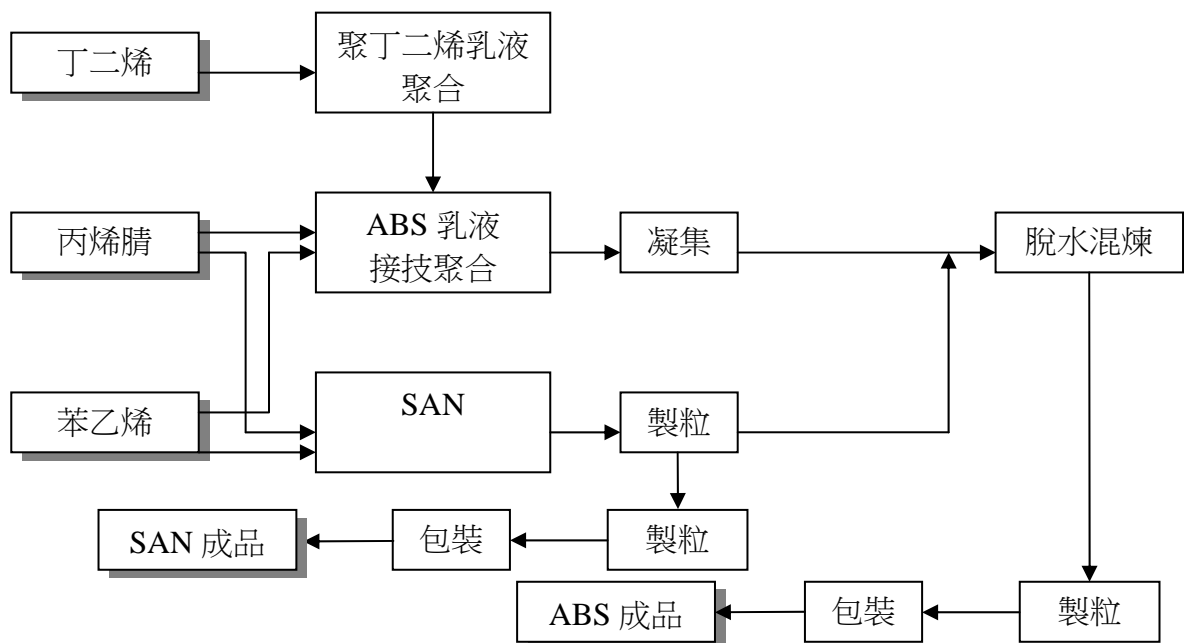 丁二烯
聚丁二烯乳液
聚合
丙烯腈
ABS 乳液
接技聚合
凝集
脫水混煉
苯乙烯
SAN
製粒
SAN 成品
包裝
製粒
ABS 成品
包裝
製粒